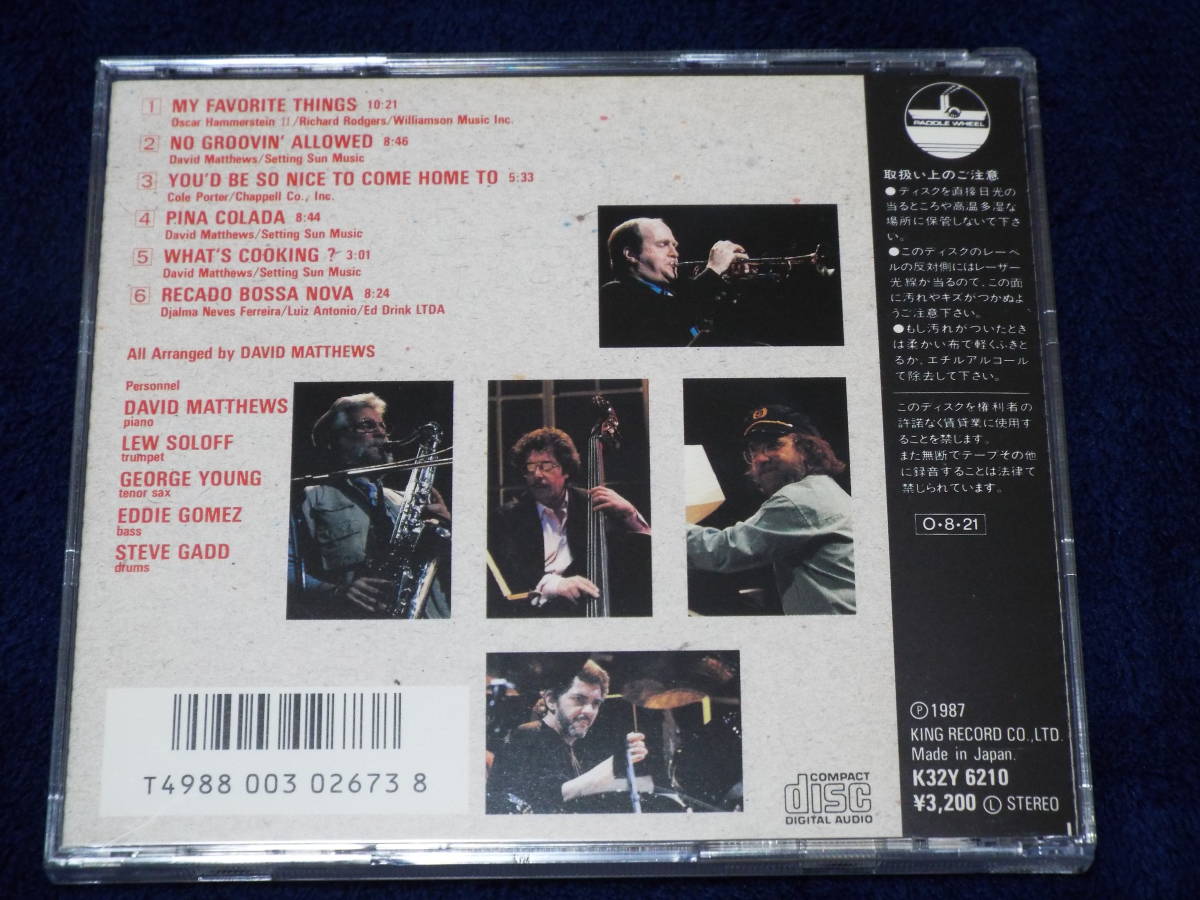 1 MY FAVORITE THINGS 10:21
Oscar Hammerstein II/Richard Rodgers/Williamson Music Inc.
2 NO GROOVIN' ALLOWED 8:46
David Matthews/Setting Sun Music
3 YOU'D BE SO NICE TO COME HOME TO 5:33
Cole Porter/Chappell Co., Inc.
4 PINA COLADA 8:44
David Matthews/Setting Sun Music
5 WHAT'S COOKING ? 3:01
David Matthews/Setting Sun Music
6 RECADO BOSSA NOVA 8:24
Djalma Neves Ferreira/Luiz Antonio/Ed Drink LTDA
All Arranged by DAVID MATTHEWS
Personnel
DAVID MATTHEWS
piano
LEW SOLOFF
trumpet
GEORGE YOUNG
tenor sax
EDDIE GOMEZ
bass
STEVE GADD
drums
T4988 003 02673 8
COMPACT
disc
DIGITAL AUDIO
PADDLE WHEEL
取扱い上のご注意
●ディスクを直接日光の
当るところや高温多湿な
場所に保管しないで下さ
い。
●このディスクのレーベ
ルの反対側にはレーザー
光線が当るので、この面
に汚れやキズがつかぬよ
うご注意下さい。
●もし汚れがついたとき
は柔かい布で軽くふきと
るか、エチルアルコール
で除去して下さい。
このディスクを権利者の
許諾なく賃貸業に使用す
ることを禁じます。
また無断でテープその他
に録音することは法律で
禁じられています。
O・8・21
Ⓟ1987
KING RECORD CO.,LTD.
Made in Japan.
K32Y 6210
¥3,200 Ⓛ STEREO